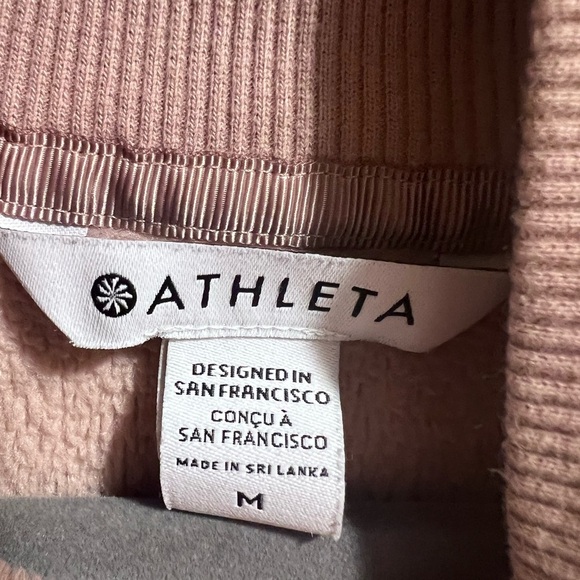 ATHLETA
DESIGNED IN
SAN FRANCISCO
CONÇU À
SAN FRANCISCO
MADE IN SRI LANKA
M